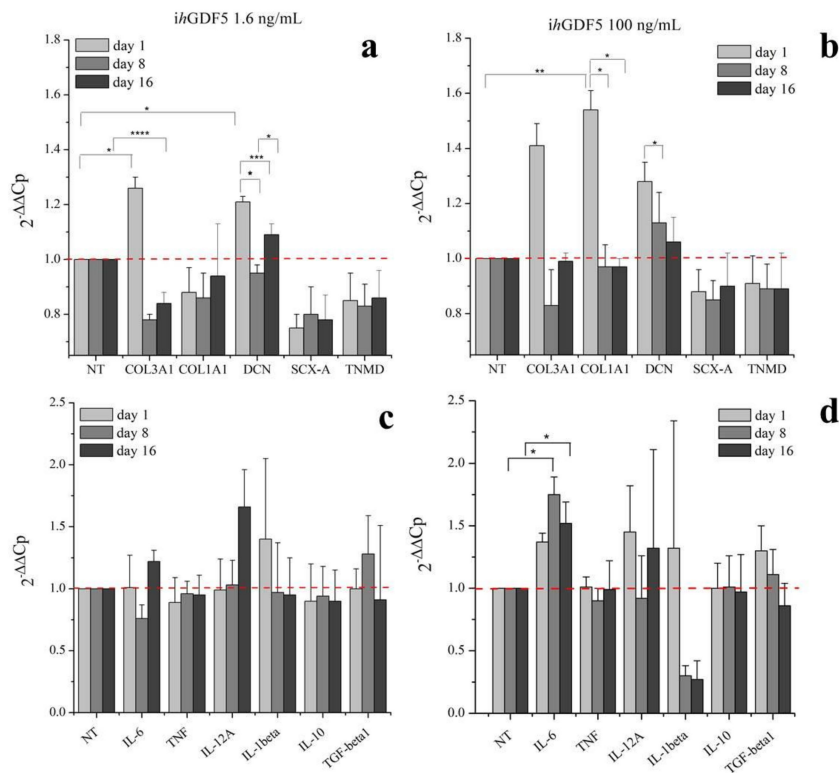 ihGDF5 1.6 ng/mL
a
day 1
day 8
day 16
1.8
1.6
1.4
1.2
1.0
0.8
2^-ΔΔCp
*
****
*
*
***
*
NT COL3A1 COL1A1 DCN SCX-A TNMD
ihGDF5 100 ng/mL
b
day 1
day 8
day 16
1.8
1.6
1.4
1.2
1.0
0.8
2^-ΔΔCp
**
*
*
*
NT COL3A1 COL1A1 DCN SCX-A TNMD
c
day 1
day 8
day 16
2.5
2.0
1.5
1.0
0.5
0.0
2^-ΔΔCp
NT IL-6 TNF IL-12A IL-1beta IL-10 TGF-beta1
d
day 1
day 8
day 16
2.5
2.0
1.5
1.0
0.5
0.0
2^-ΔΔCp
*
*
NT IL-6 TNF IL-12A IL-1beta IL-10 TGF-beta1